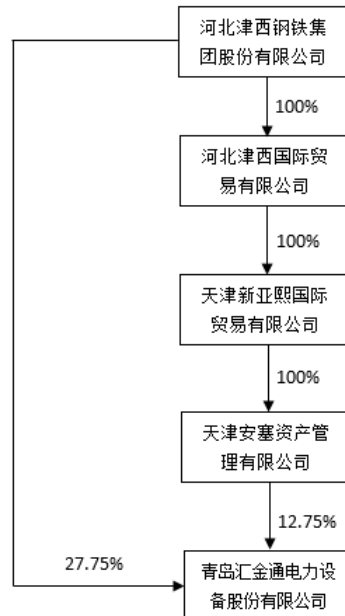 河北津西钢铁集
团股份有限公司
100%
河北津西国际贸
易有限公司
100%
天津新亚熙国际
贸易有限公司
100%
天津安塞资产管
理有限公司
12.75%
27.75%
青岛汇金通电力设
备股份有限公司